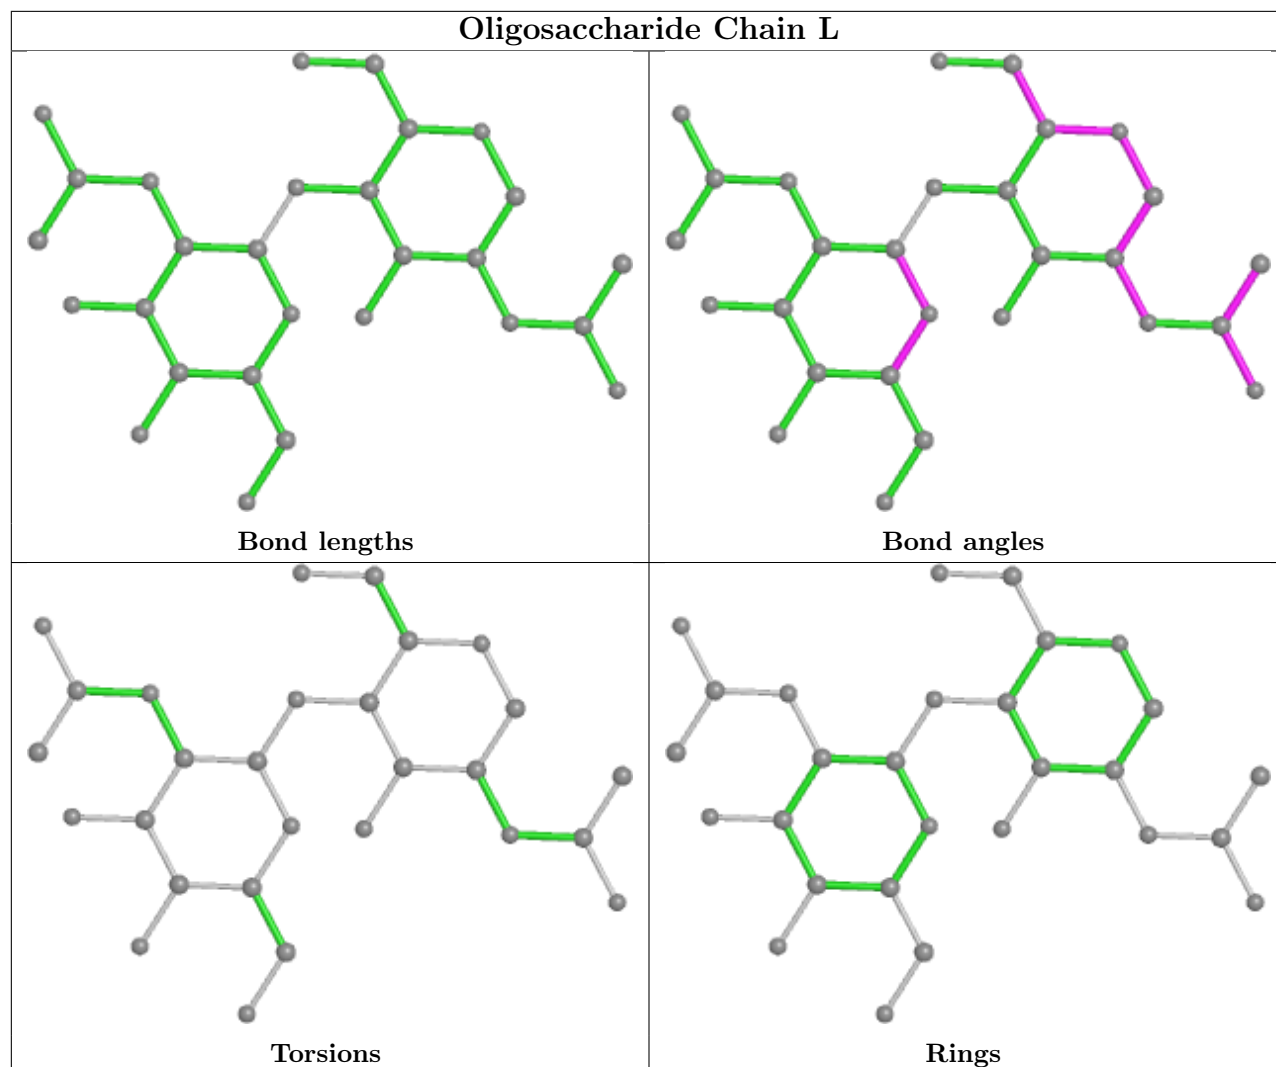 Oligosaccharide Chain L
Bond lengths
Bond angles
Torsions
Rings